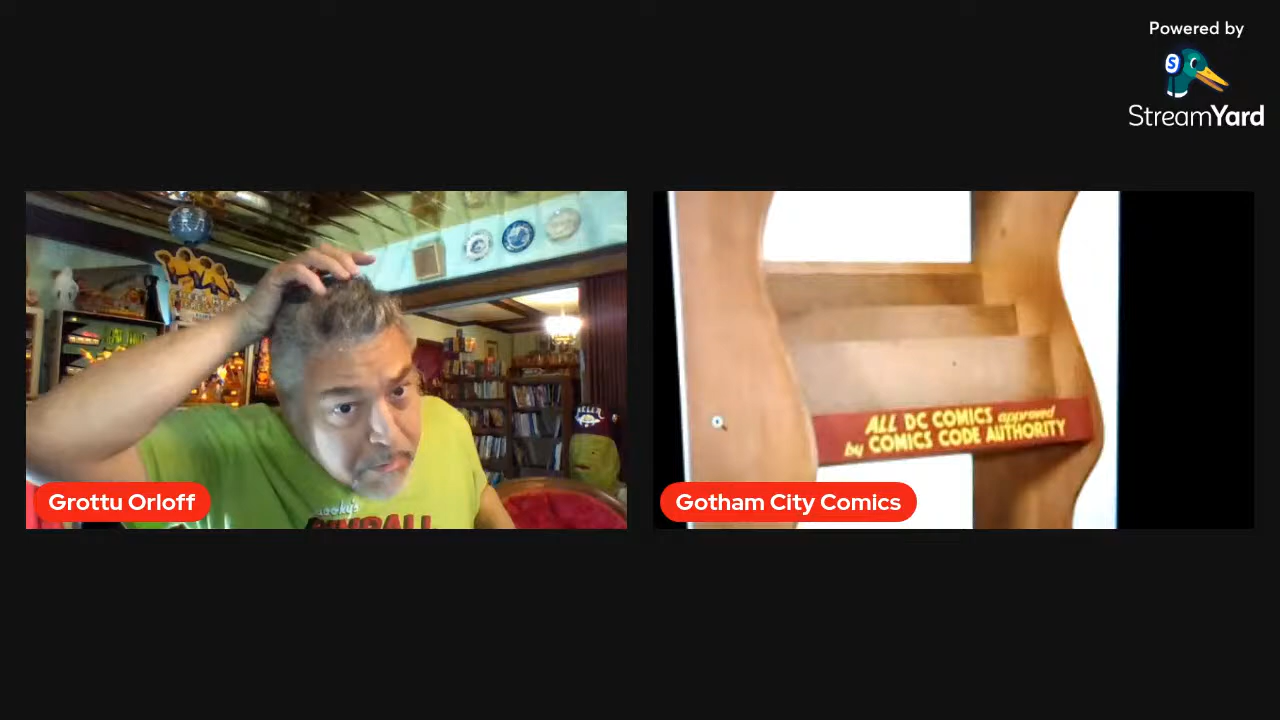 Powered by
S
StreamYard
Grottu Orloff
ALL DC COMICS approved
by COMICS CODE AUTHORITY
Gotham City Comics